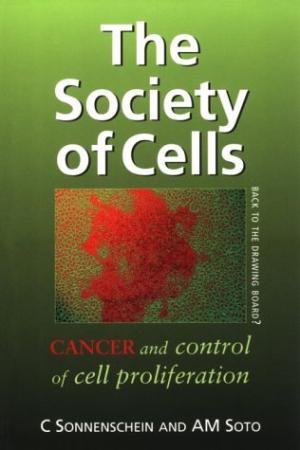 The
Society
of Cells
BACK TO THE DRAWING BOARD?
CANCER and control
of cell proliferation
C SONNENSCHEIN AND AM SOTO